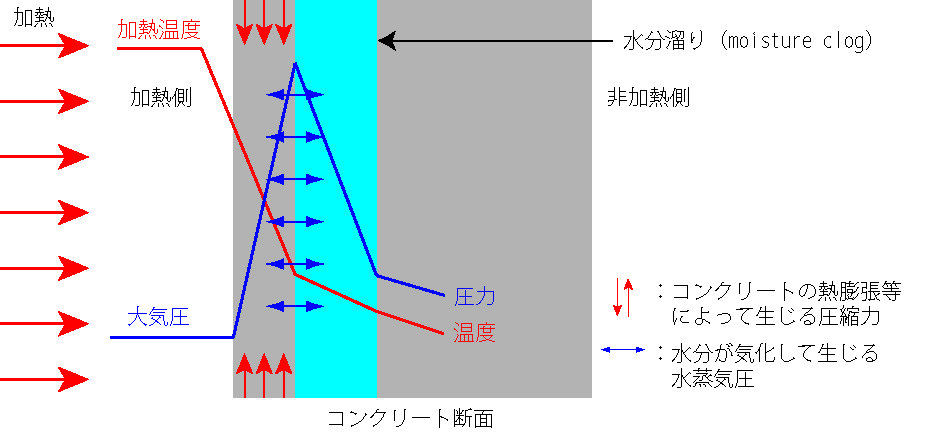 加熱
加熱温度
水分溜り (moisture clog)
加熱側
非加熱側
大気圧
圧力
温度
：コンクリートの熱膨張等
によって生じる圧縮力
：水分が気化して生じる
水蒸気圧
コンクリート断面